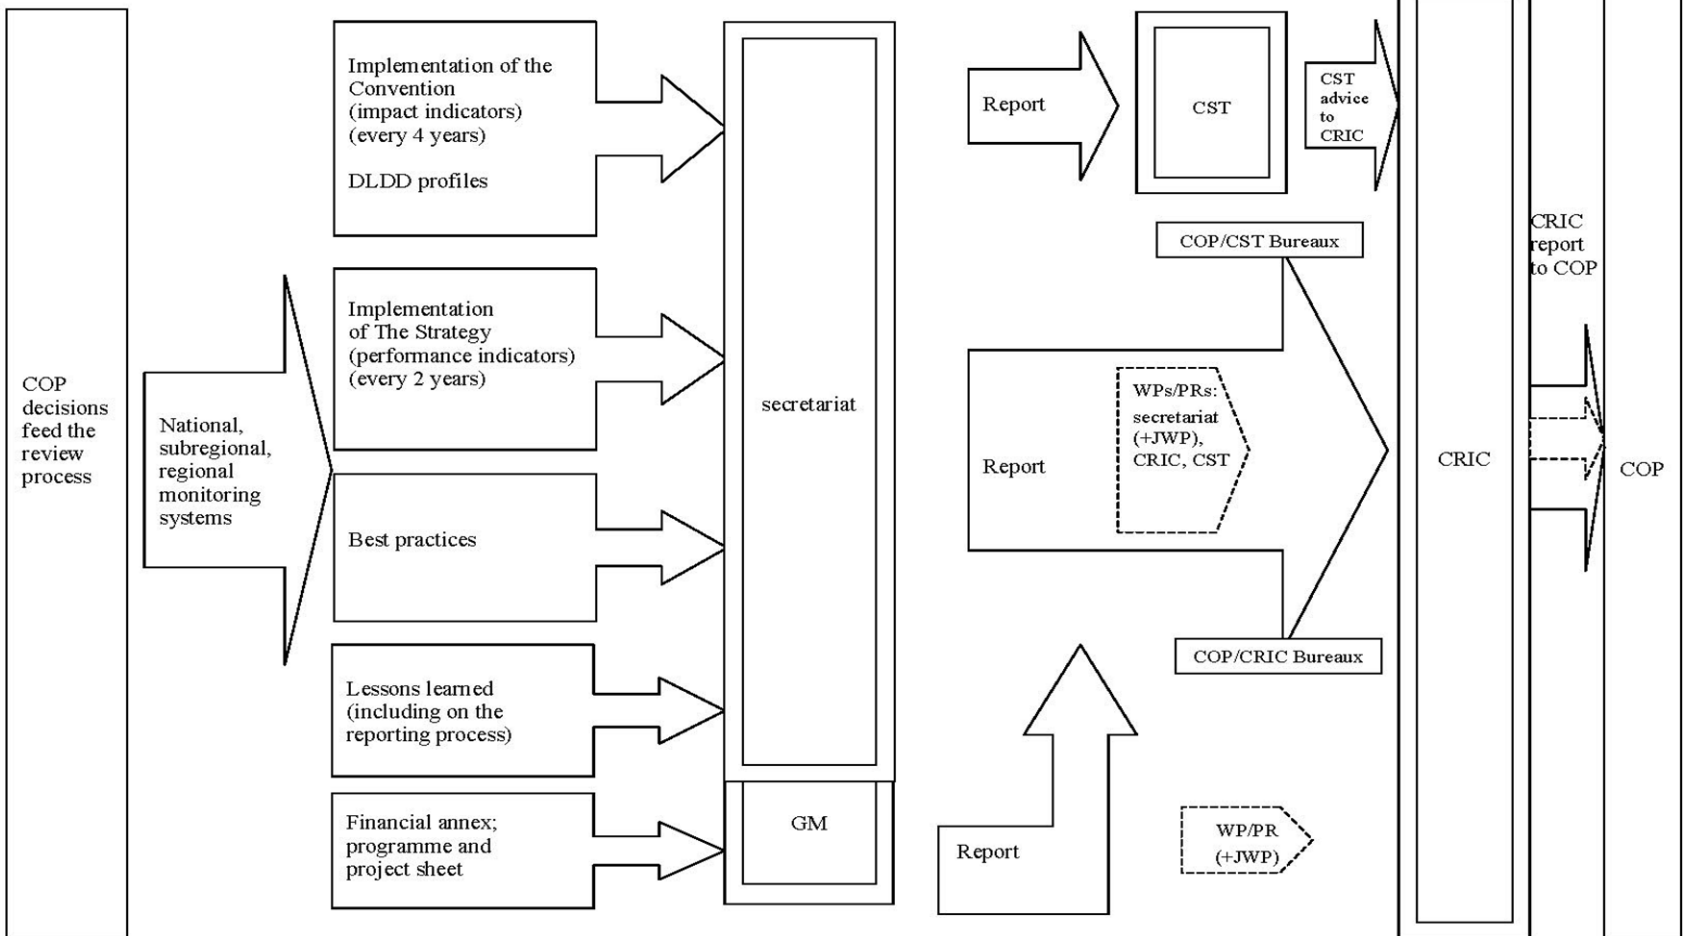 COP
decisions
feed the
review
process
National,
subregional,
regional
monitoring
systems
Implementation of the
Convention
(impact indicators)
(every 4 years)
DLDD profiles
Implementation
of The Strategy
(performance indicators)
(every 2 years)
Best practices
Lessons learned
(including on the
reporting process)
Financial annex;
programme and
project sheet
secretariat
GM
Report
CST
CST
advice
to
CRIC
COP/CST Bureaux
Report
WPs/PRs:
secretariat
(+JWP),
CRIC, CST
COP/CRIC Bureaux
Report
WP/PR
(+JWP)
CRIC
CRIC
report
to COP
COP